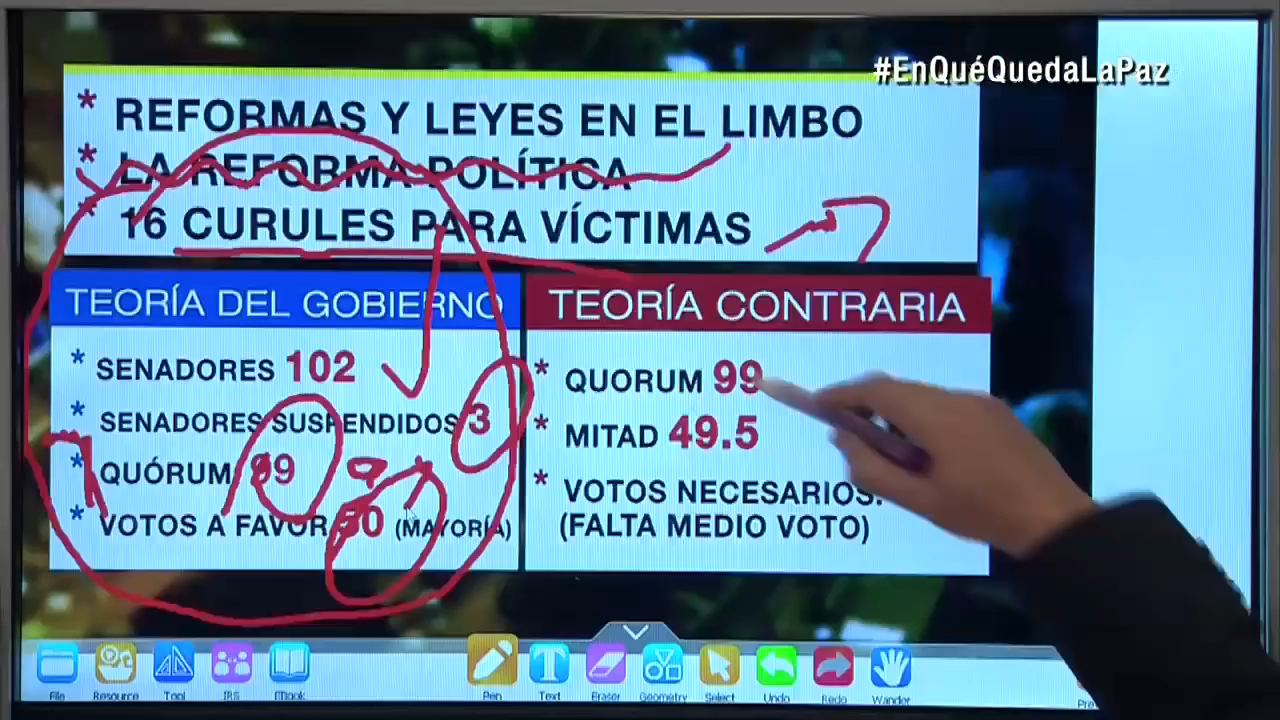 #EnQuéQuedaLaPaz
* REFORMAS Y LEYES EN EL LIMBO
* LA REFORMA POLÍTICA
* 16 CURULES PARA VÍCTIMAS
TEORÍA DEL GOBIERNO
* SENADORES 102
* SENADORES SUSPENDIDOS 3
* QUÓRUM 99
* VOTOS A FAVOR 50 (MAYORÍA)
TEORÍA CONTRARIA
* QUORUM 99
* MITAD 49.5
* VOTOS NECESARIOS:
(FALTA MEDIO VOTO)
File
Resource
Tool
IRS
EBook
Pen
Text
Eraser
Geometry
Select
Undo
Redo
Wander